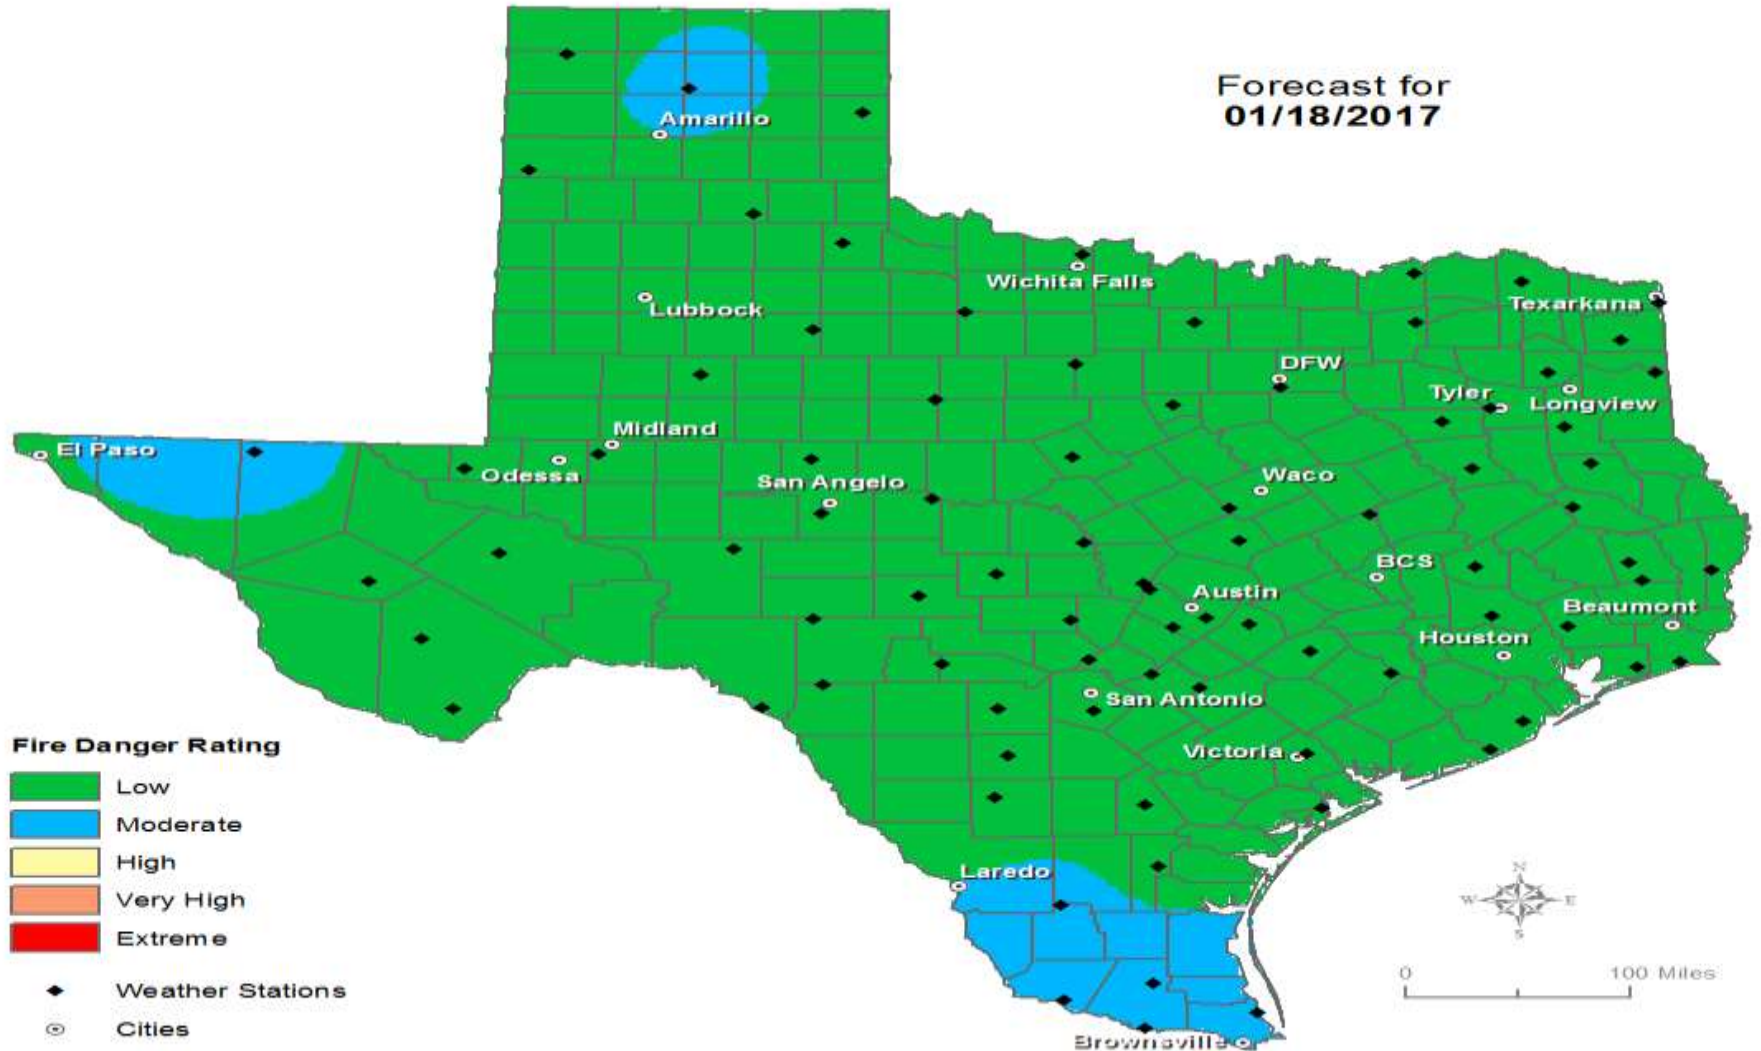 Forecast for
01/18/2017
Amarillo
Wichita Falls
Lubbock
Texarkana
DFW
Tyler
Longview
Midland
El Paso
Odessa
San Angelo
Waco
BCS
Austin
Beaumont
Houston
San Antonio
Victoria
Laredo
Brownsville
Fire Danger Rating
Low
Moderate
High
Very High
Extreme
Weather Stations
Cities
N
W E
S
0 100 Miles